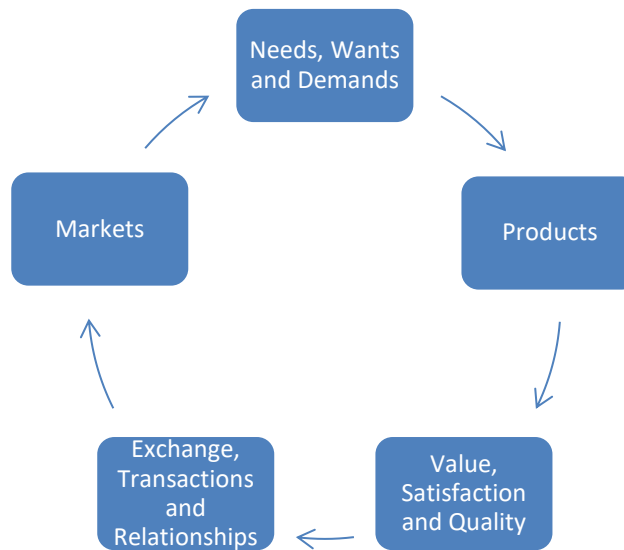 Needs, Wants
and Demands
Products
Value,
Satisfaction
and Quality
Exchange,
Transactions
and
Relationships
Markets